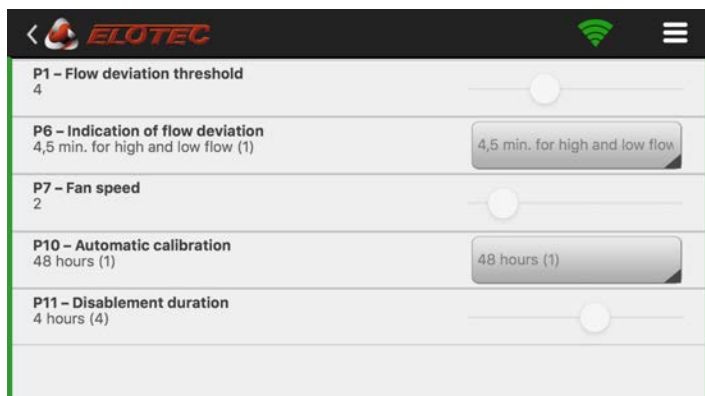 ELOTEC
P1 – Flow deviation threshold
4
P6 – Indication of flow deviation
4,5 min. for high and low flow (1)
4,5 min. for high and low flow
P7 – Fan speed
2
P10 – Automatic calibration
48 hours (1)
48 hours (1)
P11 – Disablement duration
4 hours (4)